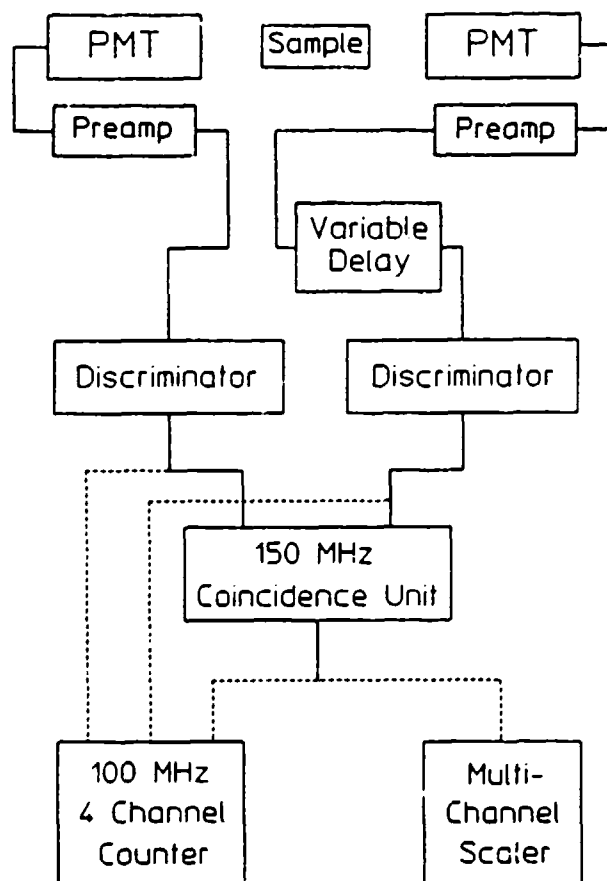 PMT
Sample
PMT
Preamp
Preamp
Variable
Delay
Discriminator
Discriminator
150 MHz
Coincidence Unit
100 MHz
4 Channel
Counter
Multi-
Channel
Scaler